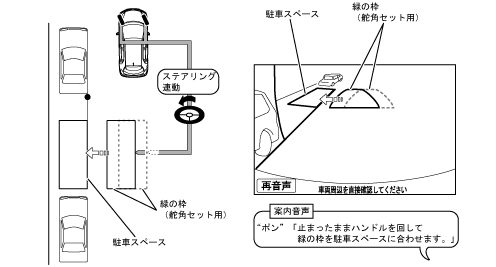 ステアリング
連動
緑の枠
（舵角セット用）
駐車スペース
駐車スペース
緑の枠
（舵角セット用）
再音声
車両周辺を直接確認してください
案内音声
“ポン”「止まったままハンドルを回して
緑の枠を駐車スペースに合わせます。」